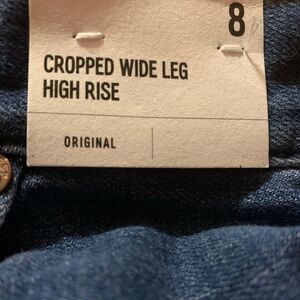 8
CROPPED WIDE LEG
HIGH RISE
ORIGINAL